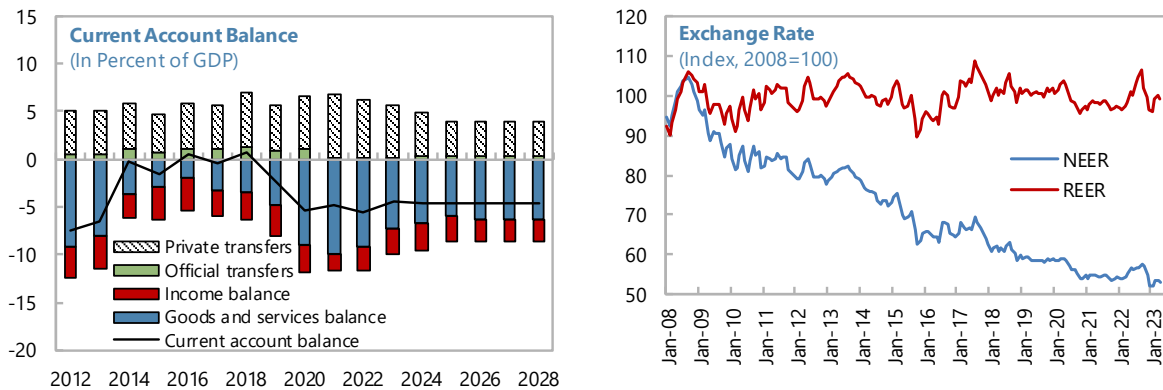 Current Account Balance
(In Percent of GDP)
15
10
5
0
-5
-10
-15
-20
Private transfers
Official transfers
Income balance
Goods and services balance
Current account balance
2012 2014 2016 2018 2020 2022 2024 2026 2028
Exchange Rate
(Index, 2008=100)
120
110
100
90
80
70
60
50
NEER
REER
Jan-08
Jan-09
Jan-10
Jan-11
Jan-12
Jan-13
Jan-14
Jan-15
Jan-16
Jan-17
Jan-18
Jan-19
Jan-20
Jan-21
Jan-22
Jan-23